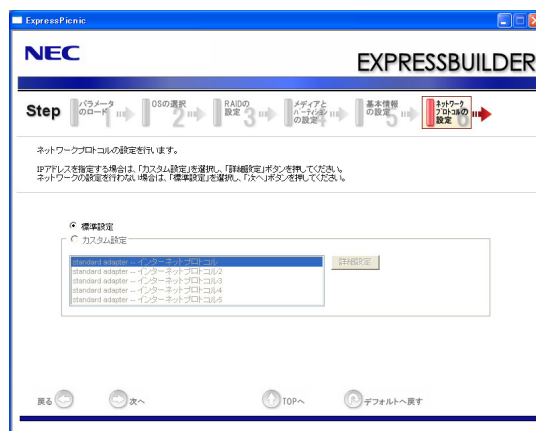 ExpressPicnic
NEC
EXPRESSBUILDER
Step
パラメータ
のロード 1
OSの選択
2
RAIDの
設定 3
メディアと
パーティション
の設定 4
基本情報
の設定 5
ネットワーク
プロトコルの
設定 6
ネットワークプロトコルの設定を行います。
IPアドレスを指定する場合は、「カスタム設定」を選択し、「詳細設定」ボタンを押してください。
ネットワークの設定を行わない場合は、「標準設定」を選択し、「次へ」ボタンを押してください。
標準設定
カスタム設定
standard adapter -- インターネットプロトコル
詳細設定
standard adapter -- インターネットプロトコル2
standard adapter -- インターネットプロトコル3
standard adapter -- インターネットプロトコル4
standard adapter -- インターネットプロトコル5
戻る
次へ
TOPへ
デフォルトへ戻す